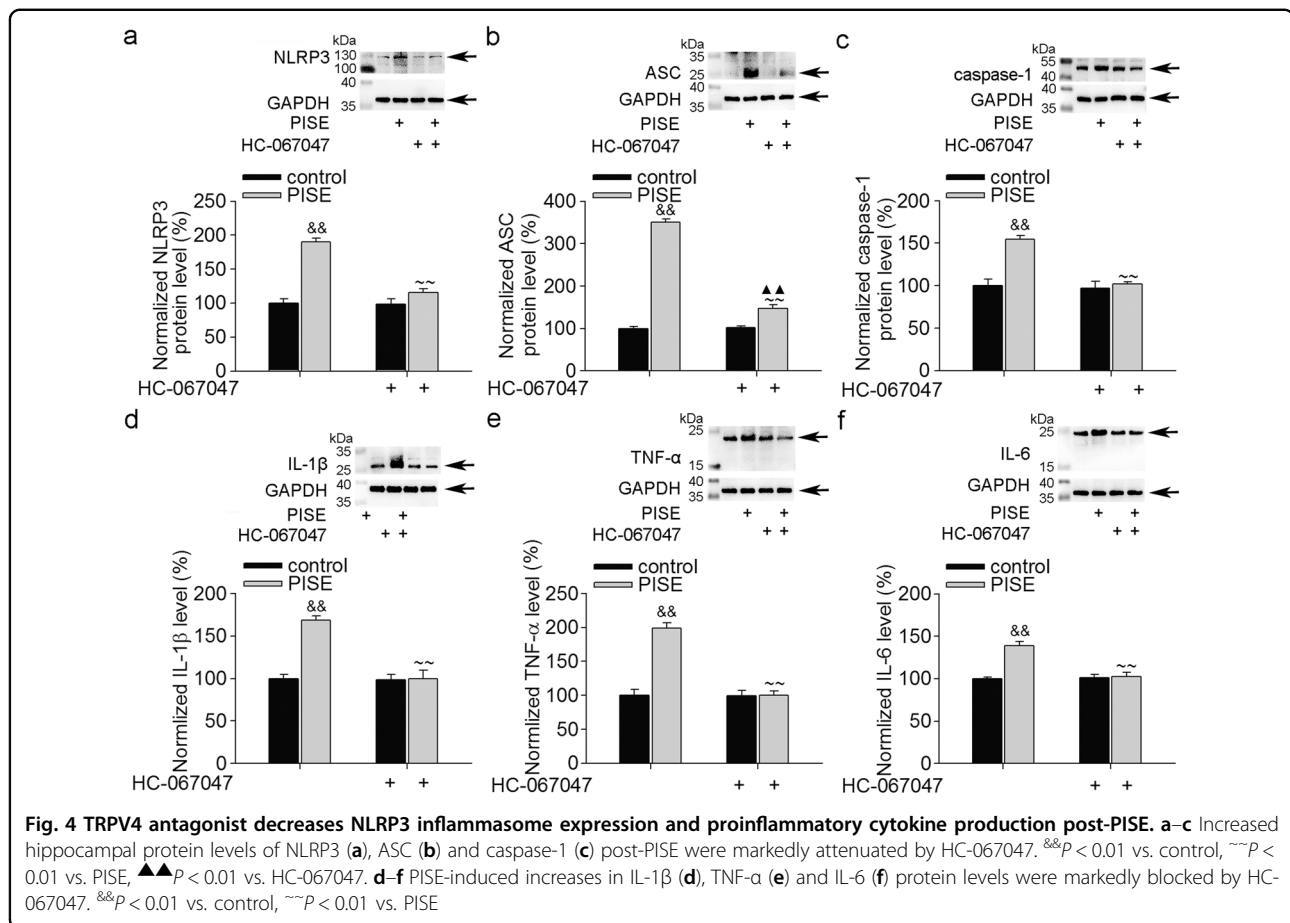 a
kDa
NLRP3
130
100
40
GAPDH
35
PISE + +
HC-067047 + +
control
PISE
Normalized NLRP3
protein level (%)
250
200
150
100
50
0
&&
~~
HC-067047 + +
b
kDa
35
ASC
25
40
GAPDH
35
PISE + +
HC-067047 + +
control
PISE
Normalized ASC
protein level (%)
400
300
200
100
0
&&
▲▲
~~
HC-067047 + +
c
kDa
55
caspase-1
40
40
GAPDH
35
PISE + +
HC-067047 + +
control
PISE
Normalized caspase-1
protein level (%)
200
150
100
50
0
&&
~~
HC-067047 + +
d
kDa
35
IL-1β
25
GAPDH
40
35
PISE + +
HC-067047 + +
control
PISE
Normlized IL-1β level (%)
200
150
100
50
0
&&
~~
HC-067047 + +
e
kDa
25
TNF-α
15
40
GAPDH
35
PISE + +
HC-067047 + +
control
PISE
Normlized TNF-α level (%)
250
200
150
100
50
0
&&
~~
HC-067047 + +
f
kDa
25
IL-6
15
GAPDH
40
35
PISE + +
HC-067047 + +
control
PISE
Normlized IL-6 level (%)
200
150
100
50
0
&&
~~
HC-067047 + +
Fig. 4 TRPV4 antagonist decreases NLRP3 inflammasome expression and proinflammatory cytokine production post-PISE. a–c Increased
hippocampal protein levels of NLRP3 (a), ASC (b) and caspase-1 (c) post-PISE were markedly attenuated by HC-067047. &&P < 0.01 vs. control, ~~P <
0.01 vs. PISE, ▲▲P < 0.01 vs. HC-067047. d–f PISE-induced increases in IL-1β (d), TNF-α (e) and IL-6 (f) protein levels were markedly blocked by HC-
067047. &&P < 0.01 vs. control, ~~P < 0.01 vs. PISE